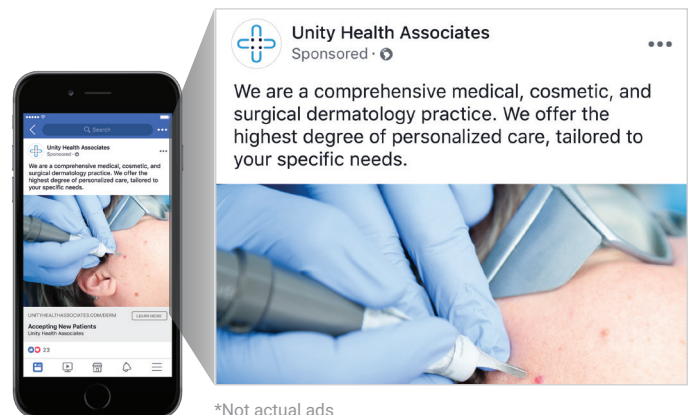 Search
Unity Health Associates
Sponsored ·
We are a comprehensive medical, cosmetic, and
surgical dermatology practice. We offer the
highest degree of personalized care, tailored to
your specific needs.
UNITYHEALTHASSOCIATES.COM/DERM
LEARN MORE
Accepting New Patients
Unity Health Associates
23
Unity Health Associates
Sponsored ·
We are a comprehensive medical, cosmetic, and
surgical dermatology practice. We offer the
highest degree of personalized care, tailored to
your specific needs.
*Not actual ads